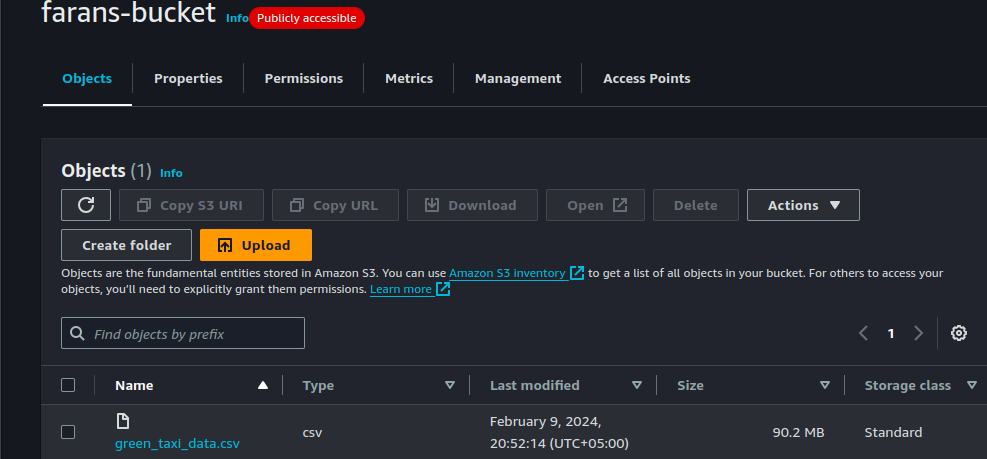 farans-bucket Info Publicly accessible
Objects Properties Permissions Metrics Management Access Points
Objects (1) Info
Copy S3 URI Copy URL Download Open Delete Actions
Create folder Upload
Objects are the fundamental entities stored in Amazon S3. You can use Amazon S3 inventory to get a list of all objects in your bucket. For others to access your
objects, you'll need to explicitly grant them permissions. Learn more
Find objects by prefix 1
Name Type Last modified Size Storage class
green_taxi_data.csv csv February 9, 2024, 90.2 MB Standard
20:52:14 (UTC+05:00)